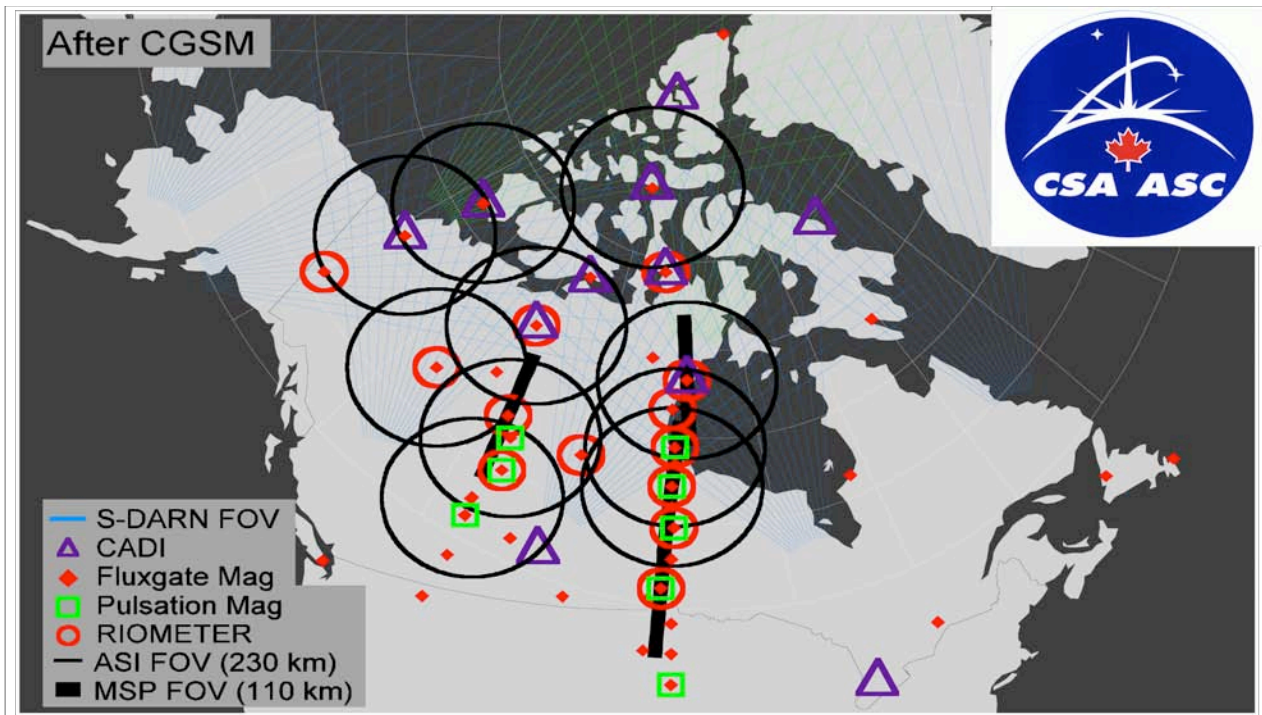 After CGSM
CSA ASC
S-DARN FOV
CADI
Fluxgate Mag
Pulsation Mag
RIOMETER
ASI FOV (230 km)
MSP FOV (110 km)